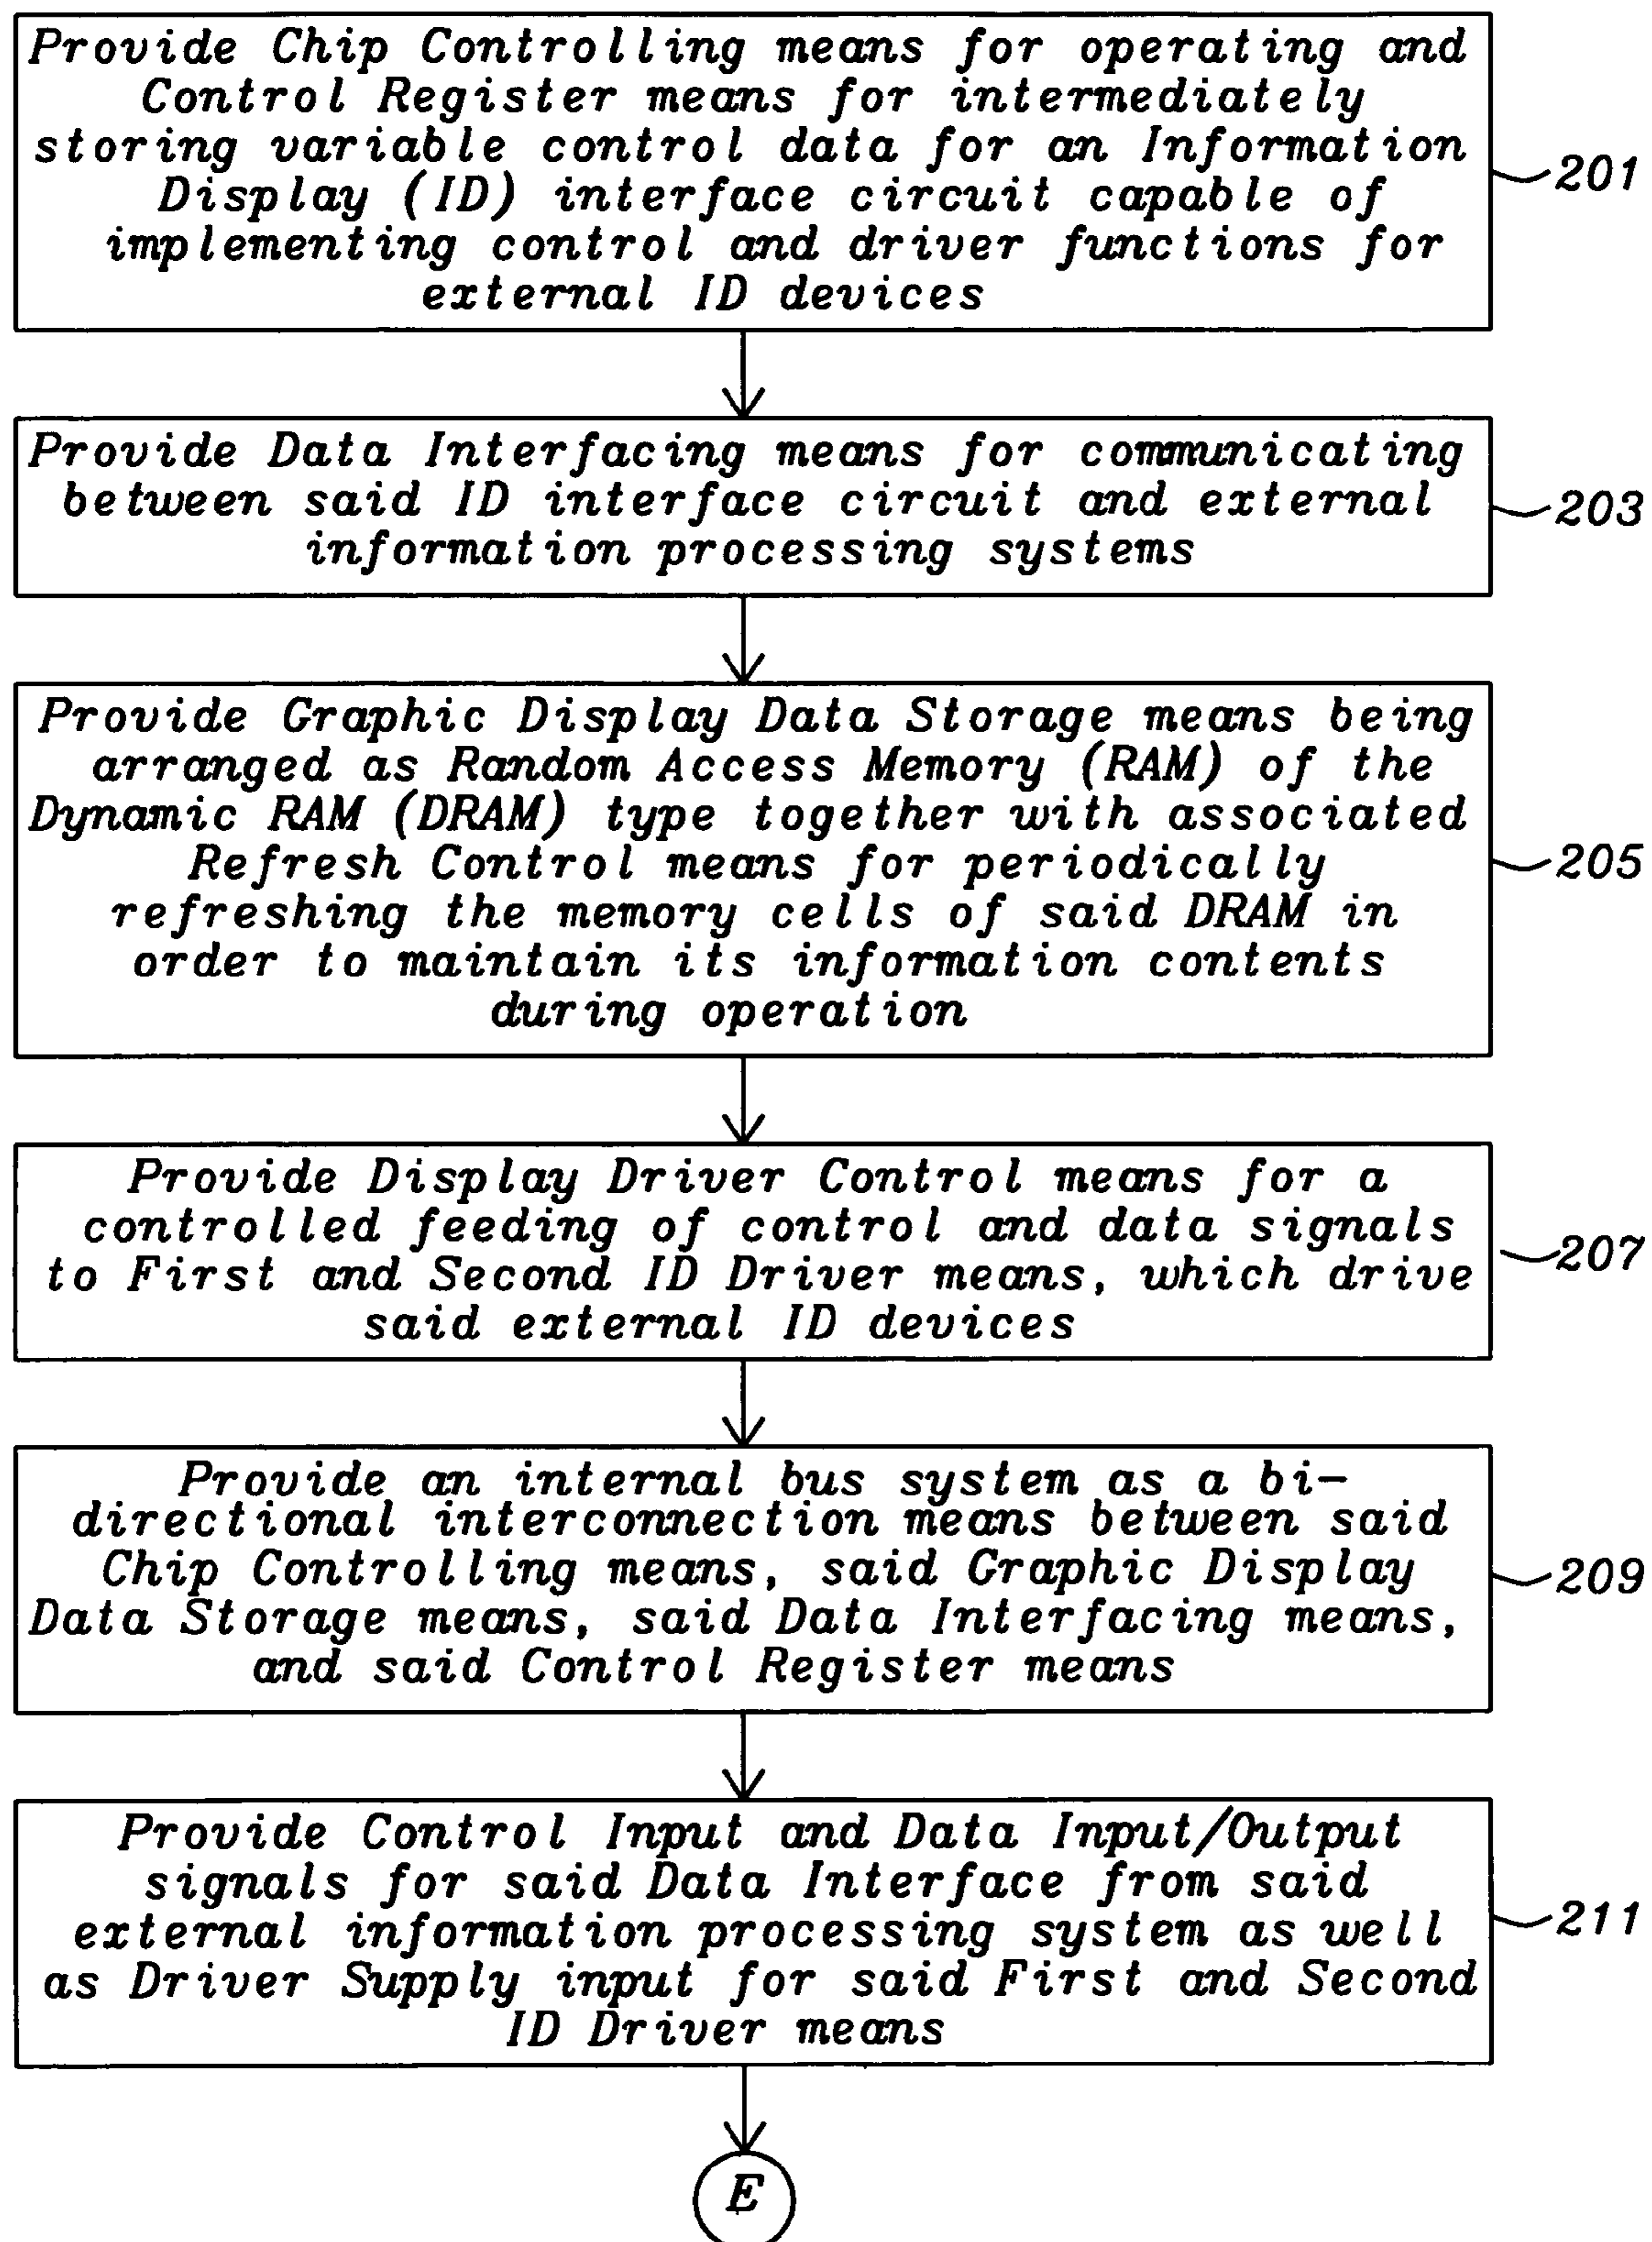 Provide Chip Controlling means for operating and
Control Register means for intermediately
storing variable control data for an Information
Display (ID) interface circuit capable of
implementing control and driver functions for
external ID devices
201
Provide Data Interfacing means for communicating
between said ID interface circuit and external
information processing systems
203
Provide Graphic Display Data Storage means being
arranged as Random Access Memory (RAM) of the
Dynamic RAM (DRAM) type together with associated
Refresh Control means for periodically
refreshing the memory cells of said DRAM in
order to maintain its information contents
during operation
205
Provide Display Driver Control means for a
controlled feeding of control and data signals
to First and Second ID Driver means, which drive
said external ID devices
207
Provide an internal bus system as a bi-
directional interconnection means between said
Chip Controlling means, said Graphic Display
Data Storage means, said Data Interfacing means,
and said Control Register means
209
Provide Control Input and Data Input/Output
signals for said Data Interface from said
external information processing system as well
as Driver Supply input for said First and Second
ID Driver means
211
E